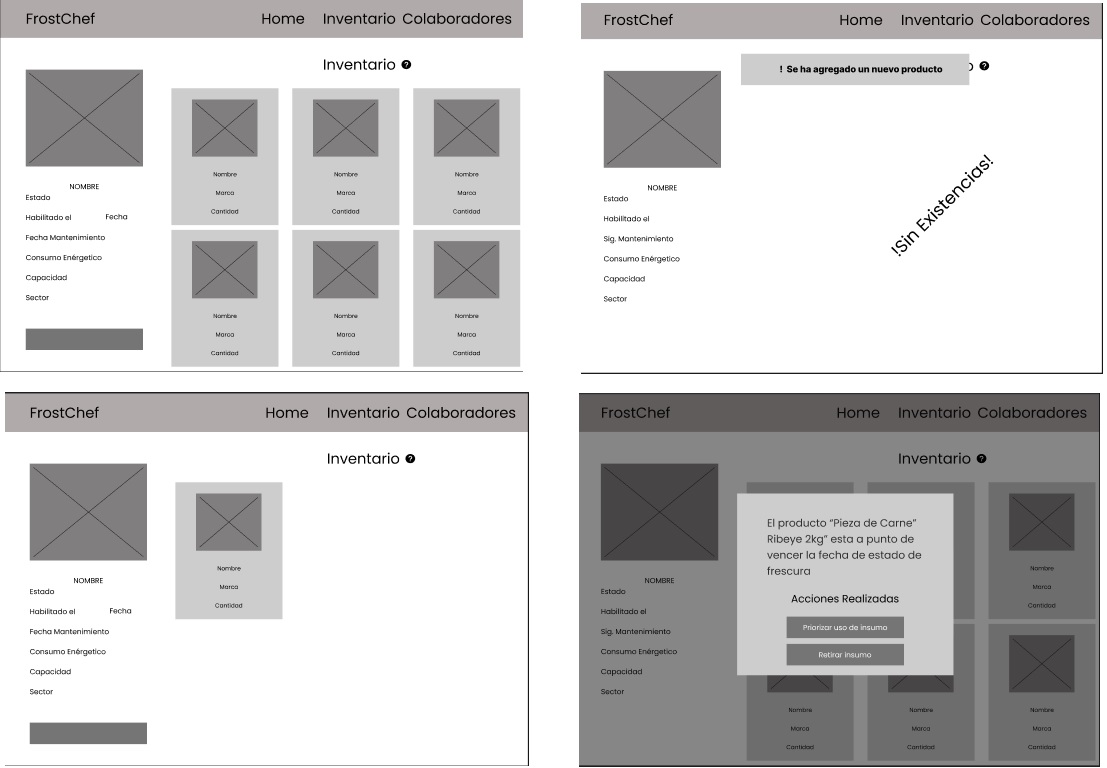 FrostChef Home Inventario Colaboradores
Inventario ?
NOMBRE
Estado
Habilitado el Fecha
Fecha Mantenimiento
Consumo Enérgetico
Capacidad
Sector
Nombre Nombre Nombre
Marca Marca Marca
Cantidad Cantidad Cantidad
Nombre Nombre Nombre
Marca Marca Marca
Cantidad Cantidad Cantidad
FrostChef Home Inventario Colaboradores
! Se ha agregado un nuevo producto o ?
NOMBRE
Estado
Habilitado el
Sig. Mantenimiento
Consumo Enérgetico
Capacidad
Sector
!Sin Existencias!
FrostChef Home Inventario Colaboradores
Inventario ?
NOMBRE
Estado
Habilitado el Fecha
Fecha Mantenimiento
Consumo Enérgetico
Capacidad
Sector
Nombre
Marca
Cantidad
FrostChef Home Inventario Colaboradores
Inventario ?
NOMBRE
Estado
Habilitado el
Sig. Mantenimiento
Consumo Enérgetico
Capacidad
Sector
El producto “Pieza de Carne”
Ribeye 2kg” esta a punto de
vencer la fecha de estado de
frescura
Acciones Realizadas
Priorizar uso de insumo
Retirar insumo
Nombre
Marca
Cantidad
Nombre Nombre Nombre
Marca Marca Marca
Cantidad Cantidad Cantidad